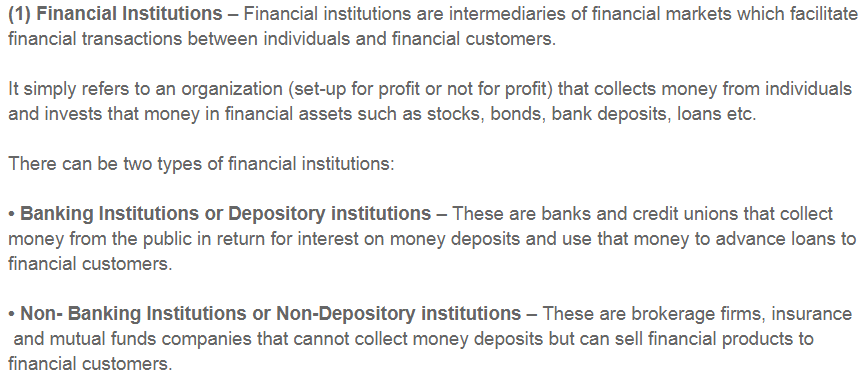 (1) Financial Institutions – Financial institutions are intermediaries of financial markets which facilitate
financial transactions between individuals and financial customers.
It simply refers to an organization (set-up for profit or not for profit) that collects money from individuals
and invests that money in financial assets such as stocks, bonds, bank deposits, loans etc.
There can be two types of financial institutions:
• Banking Institutions or Depository institutions – These are banks and credit unions that collect
money from the public in return for interest on money deposits and use that money to advance loans to
financial customers.
• Non- Banking Institutions or Non-Depository institutions – These are brokerage firms, insurance
and mutual funds companies that cannot collect money deposits but can sell financial products to
financial customers.